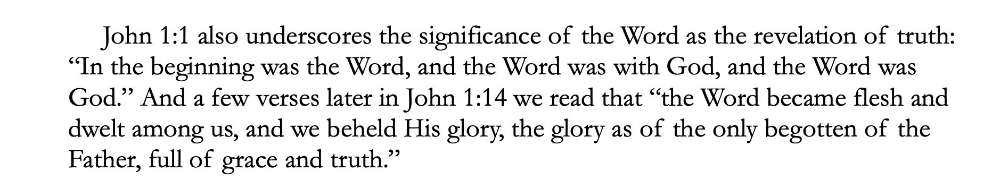 John 1:1 also underscores the significance of the Word as the revelation of truth:
“In the beginning was the Word, and the Word was with God, and the Word was
God.” And a few verses later in John 1:14 we read that “the Word became flesh and
dwelt among us, and we beheld His glory, the glory as of the only begotten of the
Father, full of grace and truth.”